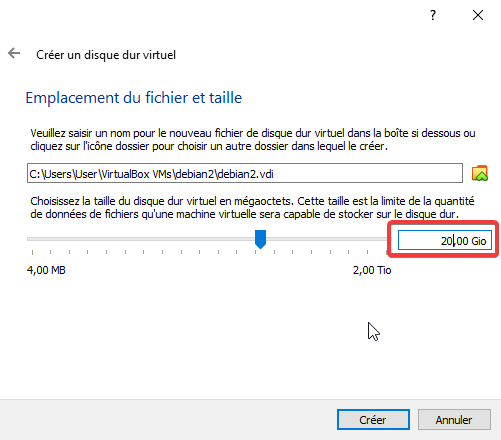 ?
Créer un disque dur virtuel
Emplacement du fichier et taille
Veuillez saisir un nom pour le nouveau fichier de disque dur virtuel dans la boîte si dessous ou
cliquez sur l'icône dossier pour choisir un autre dossier dans lequel le créer.
C:\Users\User\VirtualBox VMs\debian2\debian2.vdi
Choisissez la taille du disque dur virtuel en mégaoctets. Cette taille est la limite de la quantité
de données de fichiers qu'une machine virtuelle sera capable de stocker sur le disque dur.
20,00 Gio
4,00 MB 2,00 Tio
Créer Annuler